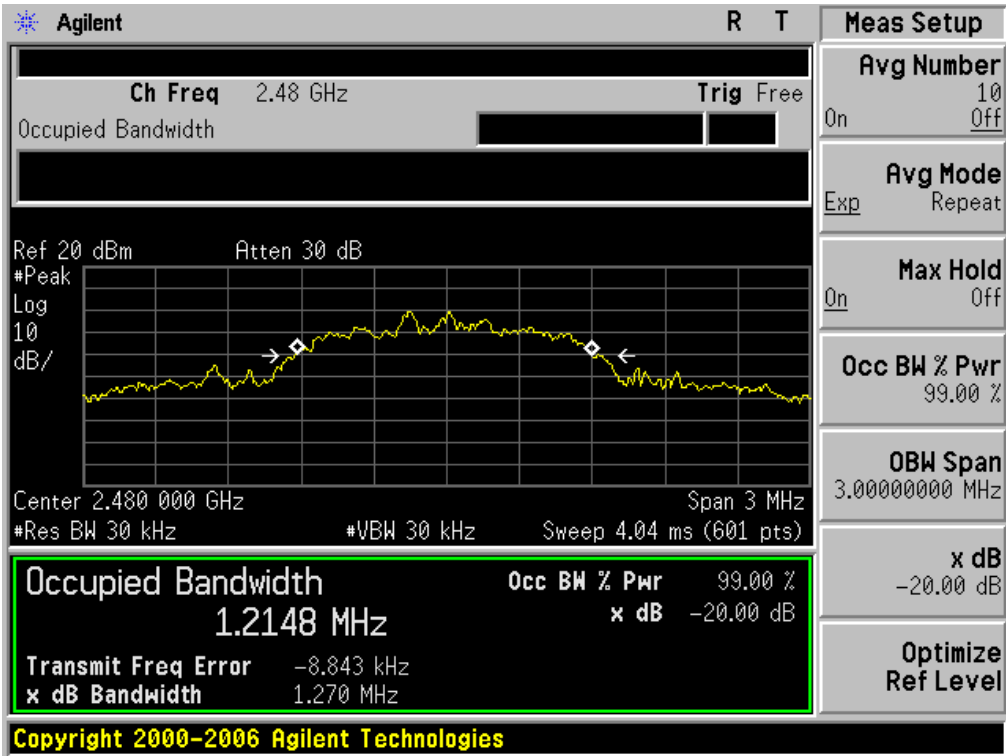 Agilent R T
Ch Freq 2.48 GHz Trig Free
Occupied Bandwidth
Ref 20 dBm Atten 30 dB
#Peak
Log
10
dB/
Center 2.480 000 GHz Span 3 MHz
#Res BW 30 kHz #VBW 30 kHz Sweep 4.04 ms (601 pts)
Occupied Bandwidth Occ BW % Pwr 99.00 %
1.2148 MHz x dB -20.00 dB
Transmit Freq Error -8.843 kHz
x dB Bandwidth 1.270 MHz
Copyright 2000-2006 Agilent Technologies
Meas Setup
Avg Number
10
On Off
Avg Mode
Exp Repeat
Max Hold
On Off
Occ BW % Pwr
99.00 %
OBW Span
3.00000000 MHz
x dB
-20.00 dB
Optimize
Ref Level